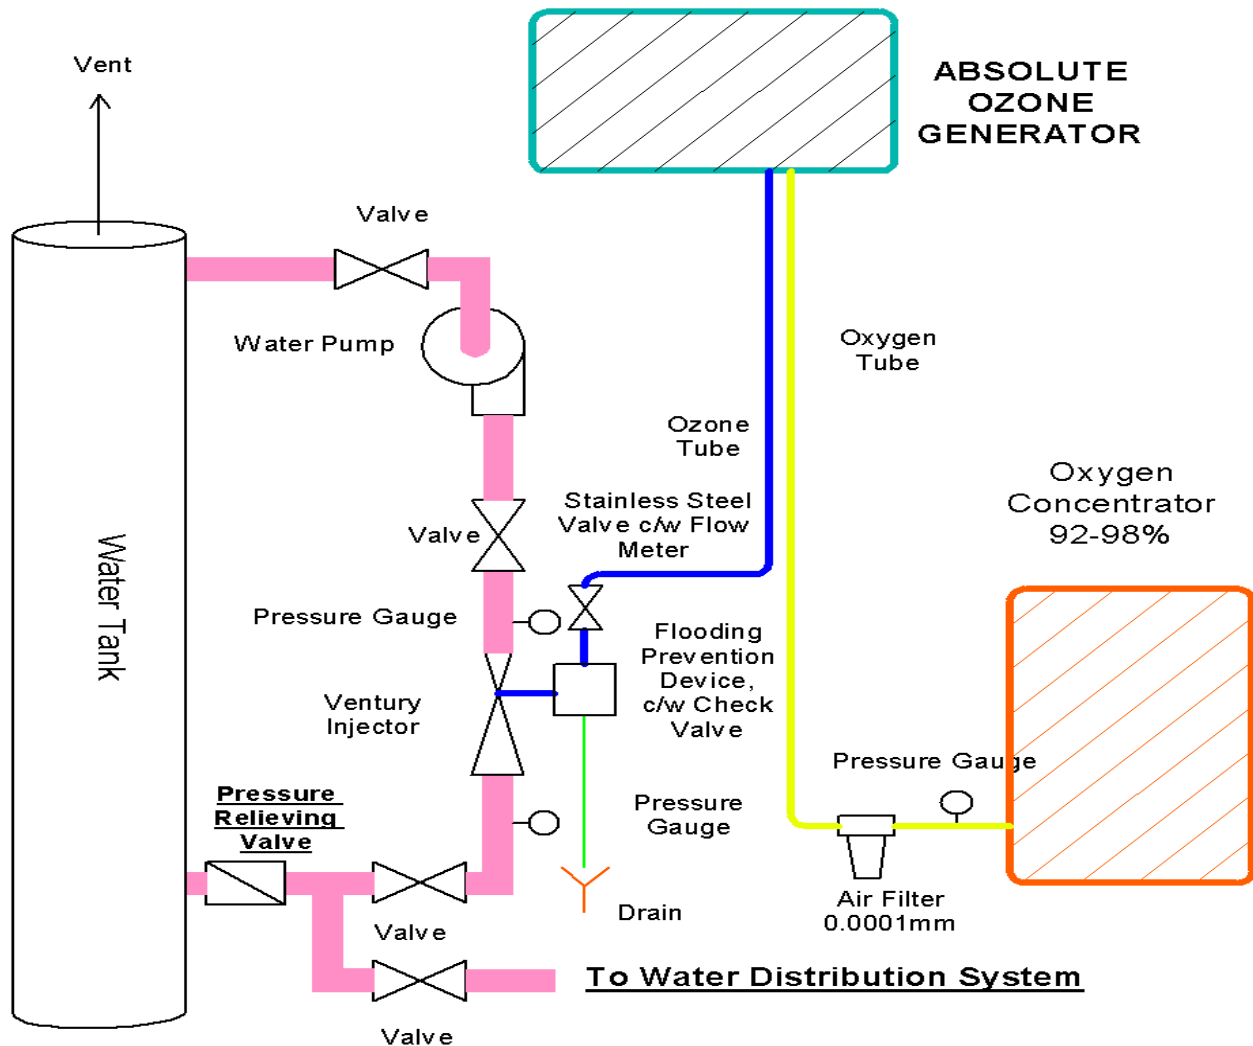 Vent
ABSOLUTE
OZONE
GENERATOR
Valve
Water Pump
Oxygen
Tube
Ozone
Tube
Oxygen
Concentrator
92-98%
Stainless Steel
Valve c/w Flow
Meter
Valve
Water Tank
Pressure Gauge
Flooding
Prevention
Device,
c/w Check
Valve
Ventury
Injector
Pressure Gauge
Pressure
Relieving
Valve
Pressure
Gauge
Air Filter
0.0001mm
Drain
Valve
To Water Distribution System
Valve